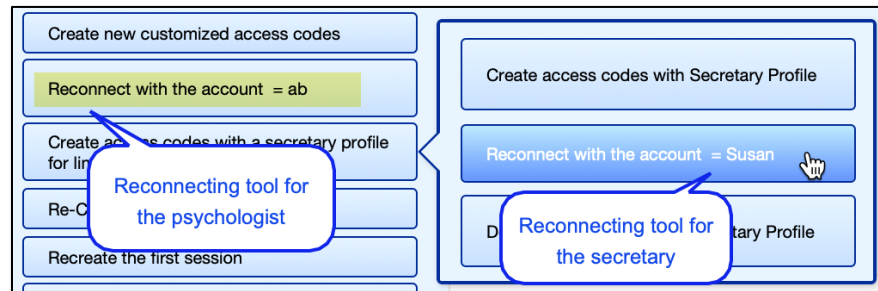 Create new customized access codes
Reconnect with the account = ab
Create access codes with a secretary profile
for lin
Re-C
Recreate the first session
Reconnecting tool for
the psychologist
Create access codes with Secretary Profile
Reconnect with the account = Susan
D
tary Profile
Reconnecting tool for
the secretary